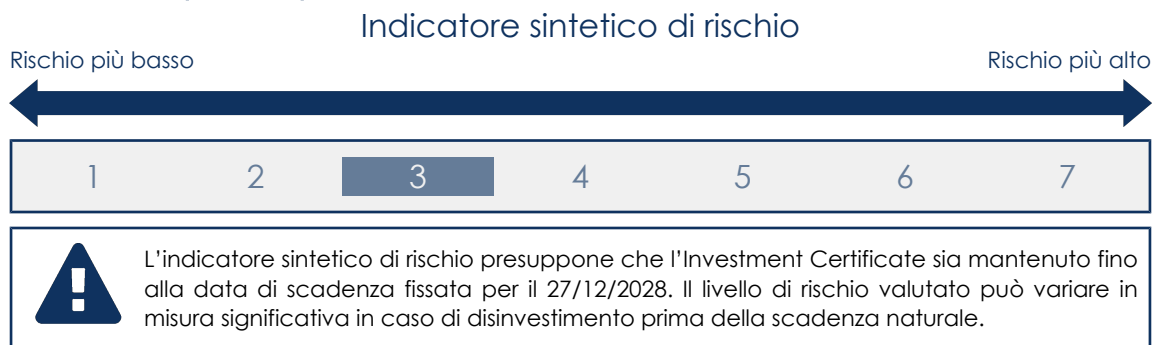 Indicatore sintetico di rischio
Rischio più basso
Rischio più alto
1 2 3 4 5 6 7
L'indicatore sintetico di rischio presuppone che l'Investment Certificate sia mantenuto fino
alla data di scadenza fissata per il 27/12/2028. Il livello di rischio valutato può variare in
misura significativa in caso di disinvestimento prima della scadenza naturale.